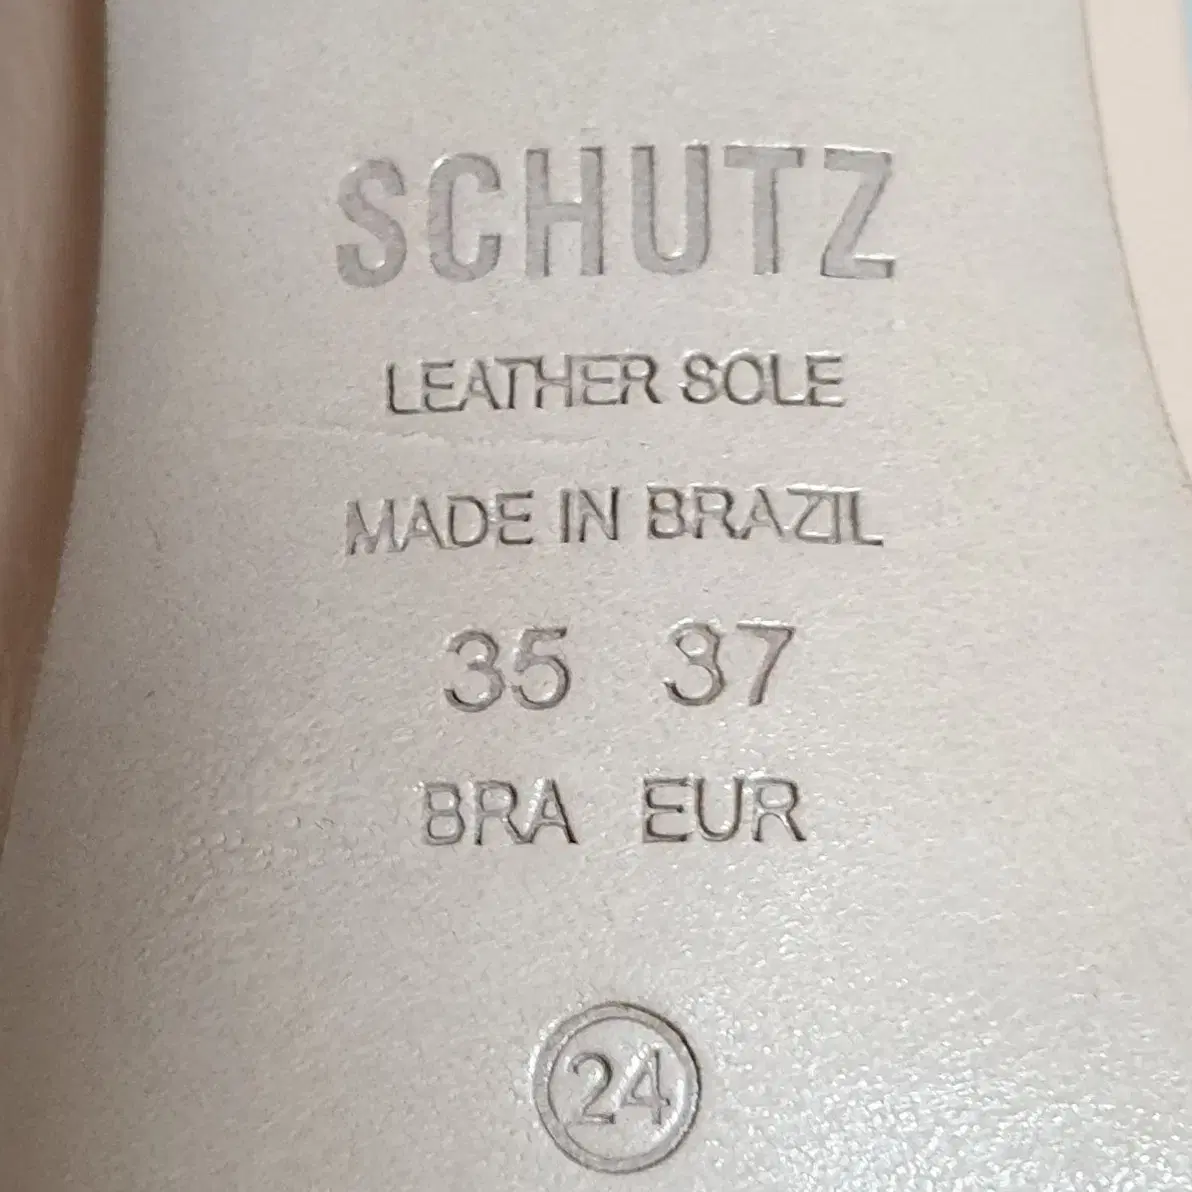 SCHUTZ
LEATHER SOLE
MADE IN BRAZIL
35 37
BRA EUR
24